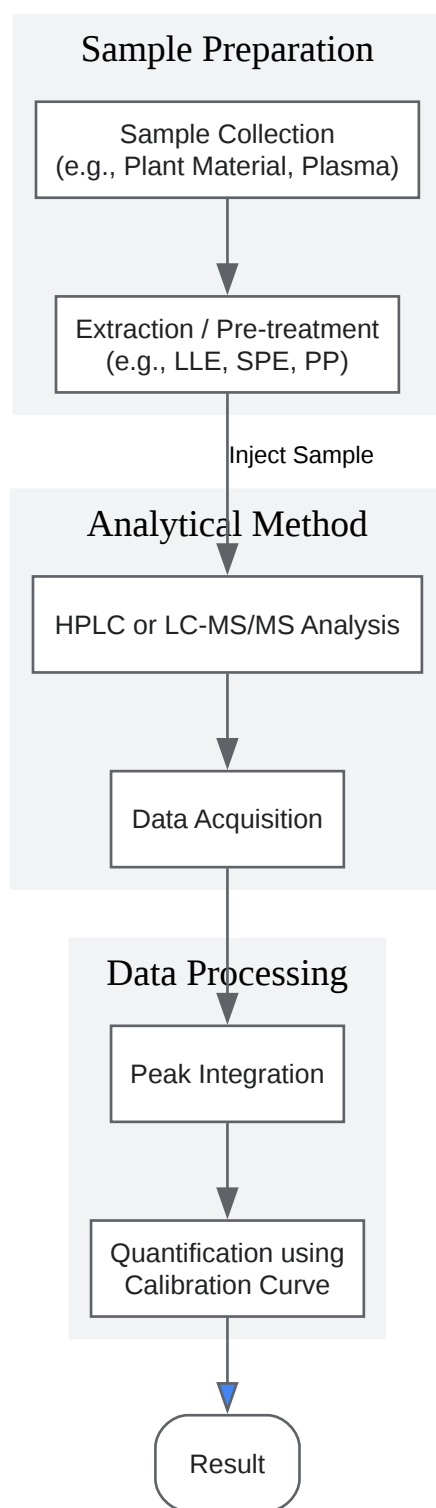 Sample Preparation
Sample Collection
(e.g., Plant Material, Plasma)
Extraction / Pre-treatment
(e.g., LLE, SPE, PP)
Inject Sample
Analytical Method
HPLC or LC-MS/MS Analysis
Data Acquisition
Data Processing
Peak Integration
Quantification using
Calibration Curve
Result